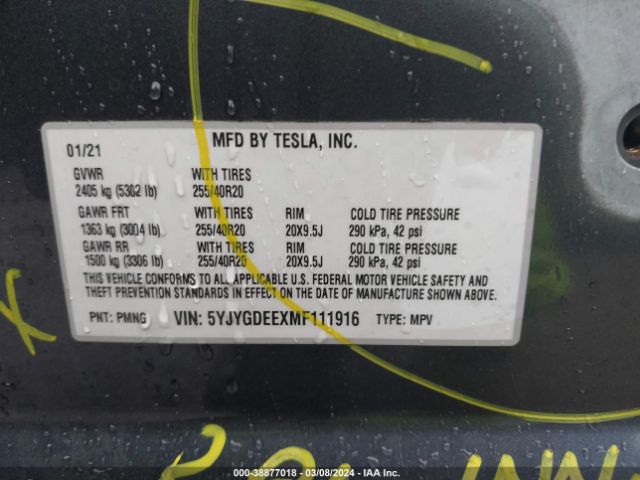 MFD BY TESLA, INC.
01/21
GVWR WITH TIRES
2405 kg (5302 lb) 255/40R20
GAWR FRT WITH TIRES RIM COLD TIRE PRESSURE
1363 kg (3004 lb) 255/40R20 20X9.5J 290 kPa, 42 psi
GAWR RR WITH TIRES RIM COLD TIRE PRESSURE
1500 kg (3306 lb) 255/40R20 20X9.5J 290 kPa, 42 psi
THIS VEHICLE CONFORMS TO ALL APPLICABLE U.S. FEDERAL MOTOR VEHICLE SAFETY AND
THEFT PREVENTION STANDARDS IN EFFECT ON THE DATE OF MANUFACTURE SHOWN ABOVE.
PNT: PMNG VIN: 5YJYGDEEXMF111916 TYPE: MPV
000-38877018 - 03/08/2024 - IAA Inc.